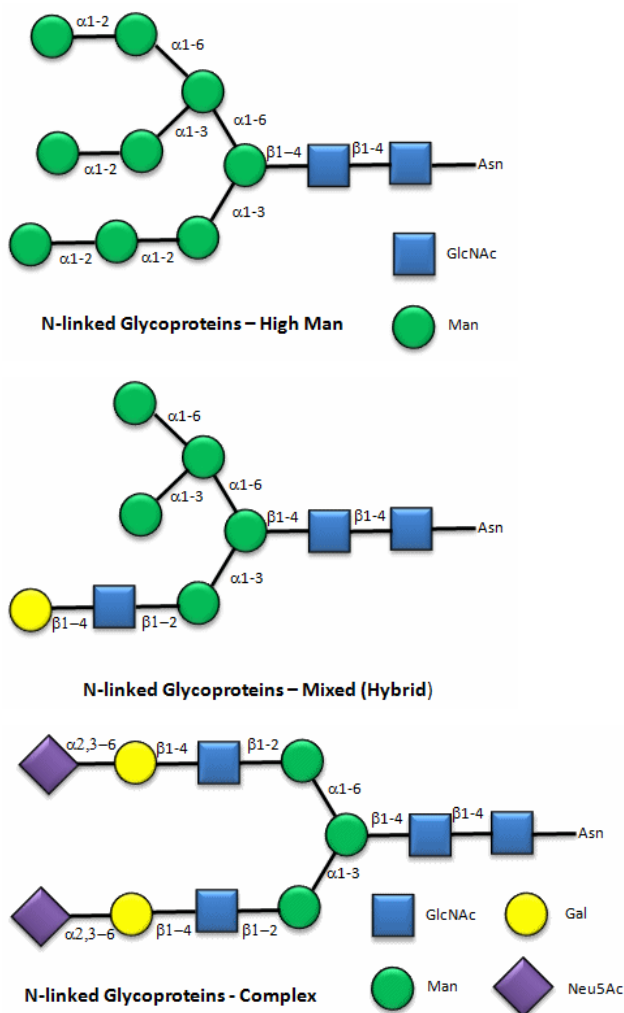 α1-2
α1-6
α1-3
α1-6
α1-2
β1–4
β1-4
Asn
α1-3
α1-2
α1-2
GlcNAc
N-linked Glycoproteins – High Man
Man
α1-6
α1-6
α1-3
β1-4
β1-4
Asn
α1-3
β1–4
β1–2
N-linked Glycoproteins – Mixed (Hybrid)
α2,3–6
β1-4
β1-2
α1-6
β1-4
β1-4
Asn
α1-3
α2,3–6
β1–4
β1-2
GlcNAc
Gal
Man
Neu5Ac
N-linked Glycoproteins - Complex